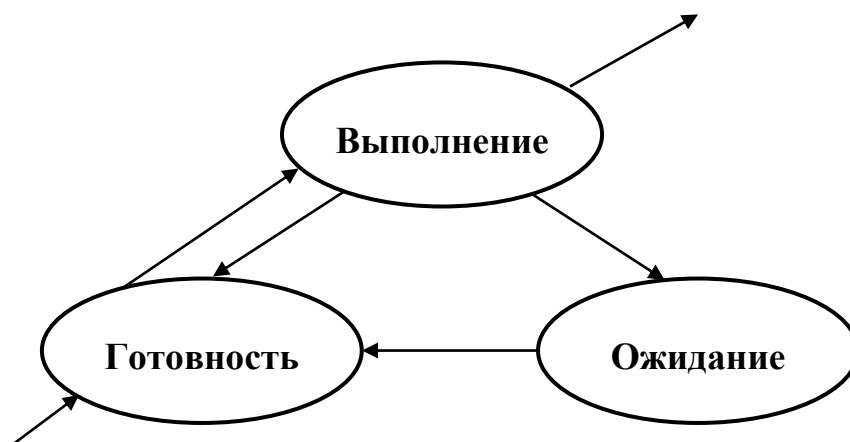 Выполнение
Готовность
Ожидание